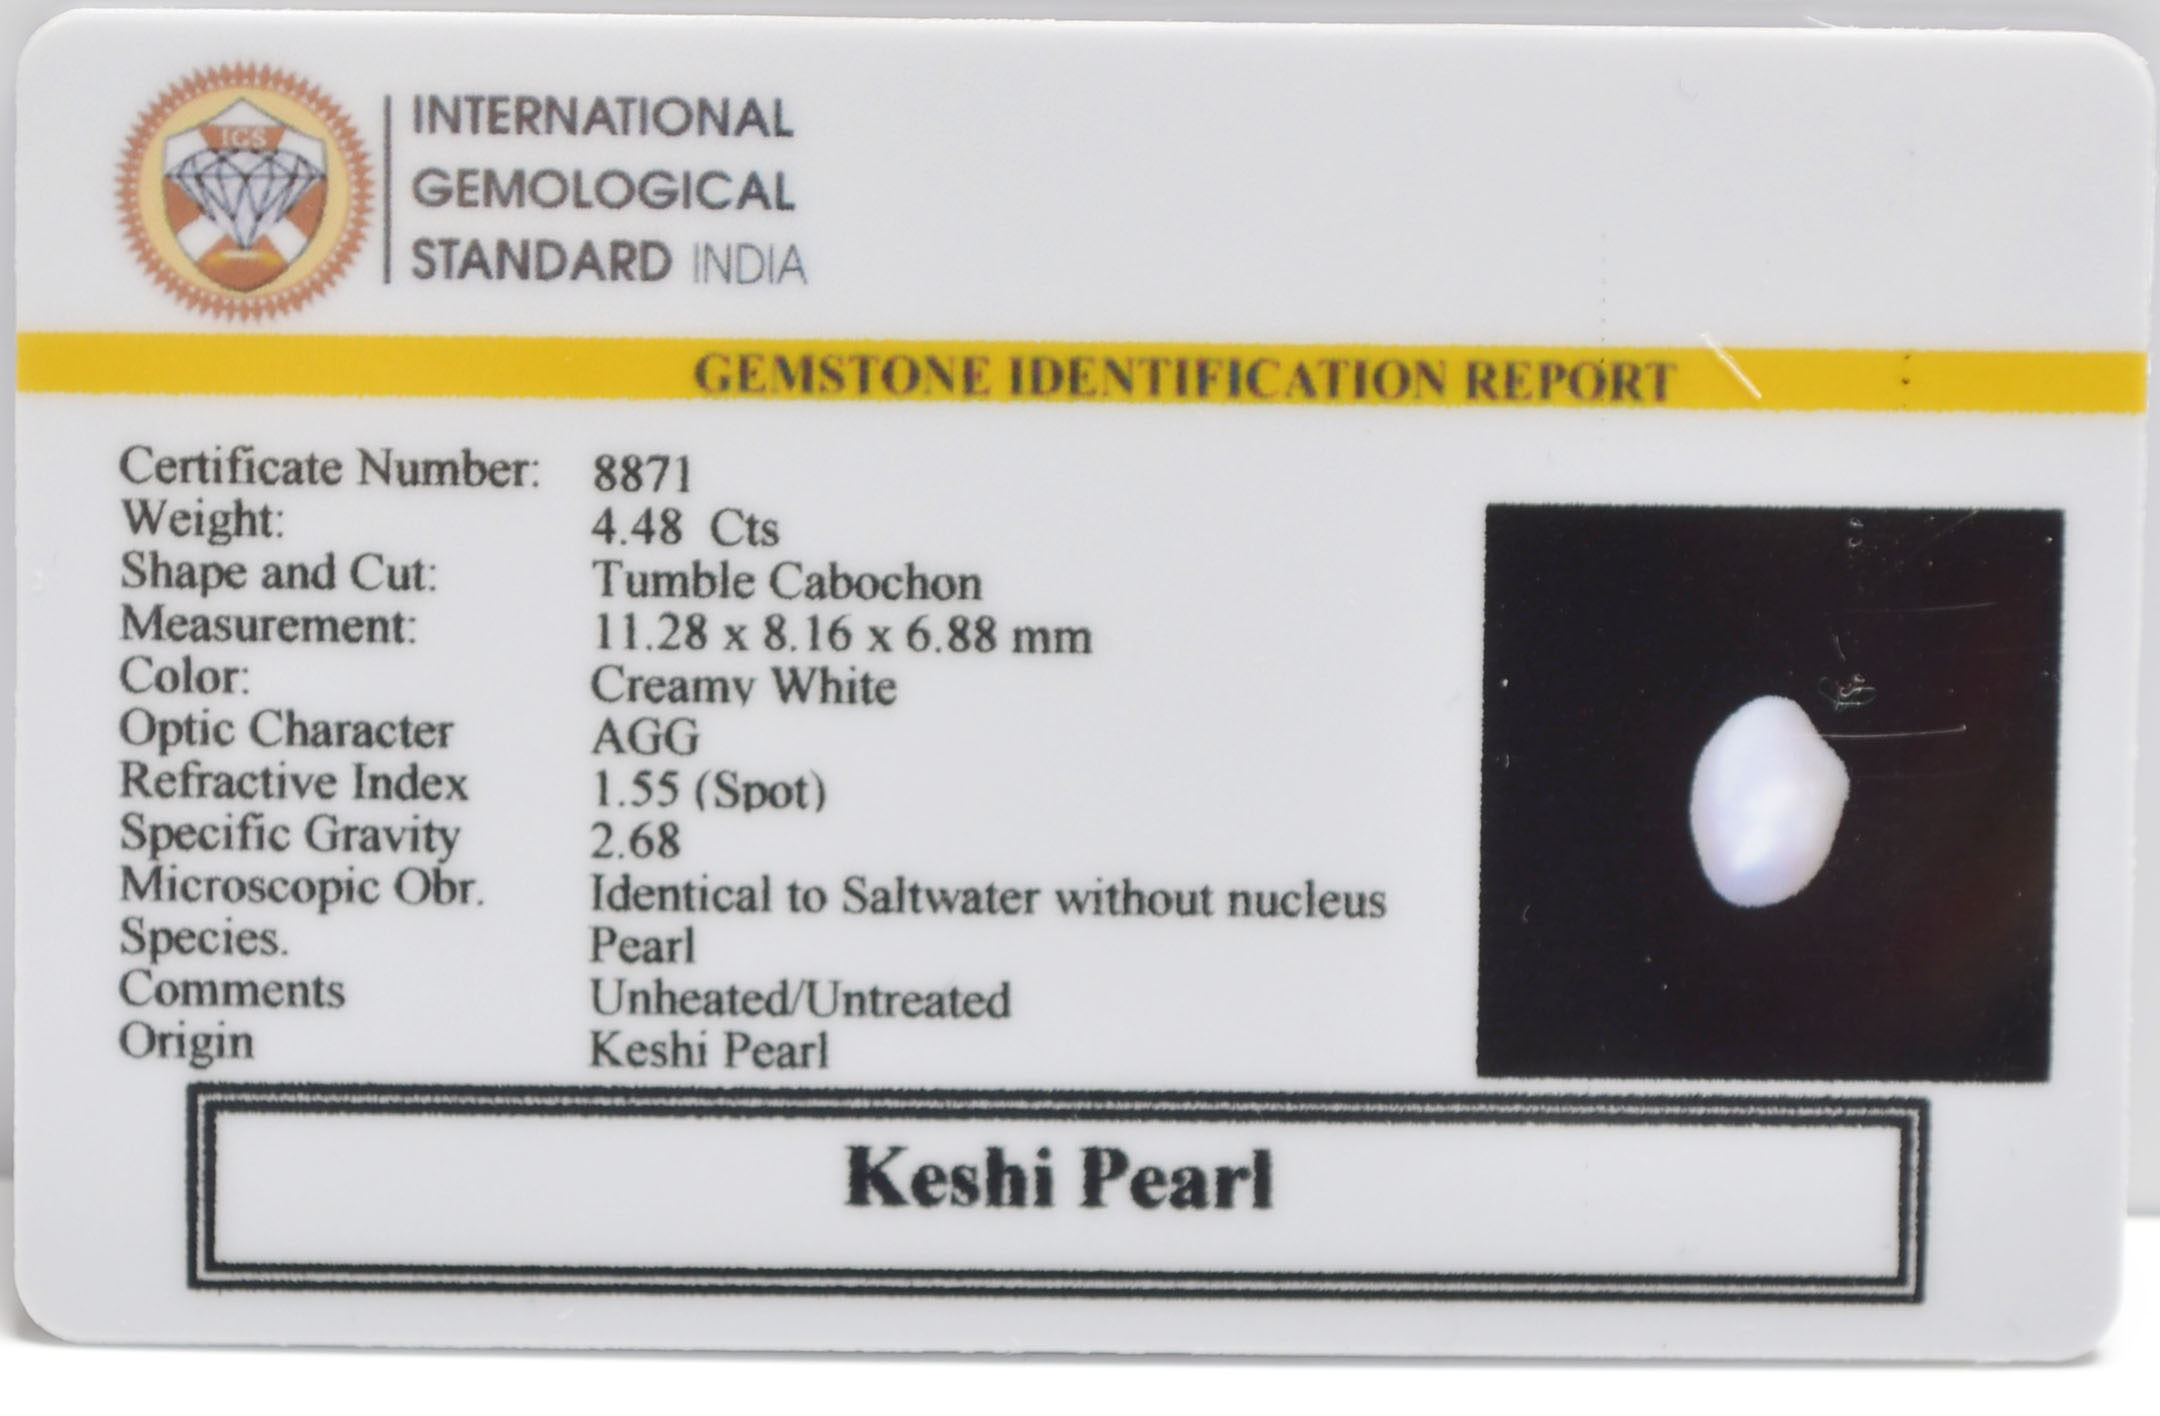 IGS
INTERNATIONAL
GEMOLOGICAL
STANDARD INDIA
GEMSTONE IDENTIFICATION REPORT
Certificate Number: 8871
Weight: 4.48 Cts
Shape and Cut: Tumble Cabochon
Measurement: 11.28 x 8.16 x 6.88 mm
Color: Creamy White
Optic Character AGG
Refractive Index 1.55 (Spot)
Specific Gravity 2.68
Microscopic Obr. Identical to Saltwater without nucleus
Species. Pearl
Comments Unheated/Untreated
Origin Keshi Pearl
Keshi Pearl